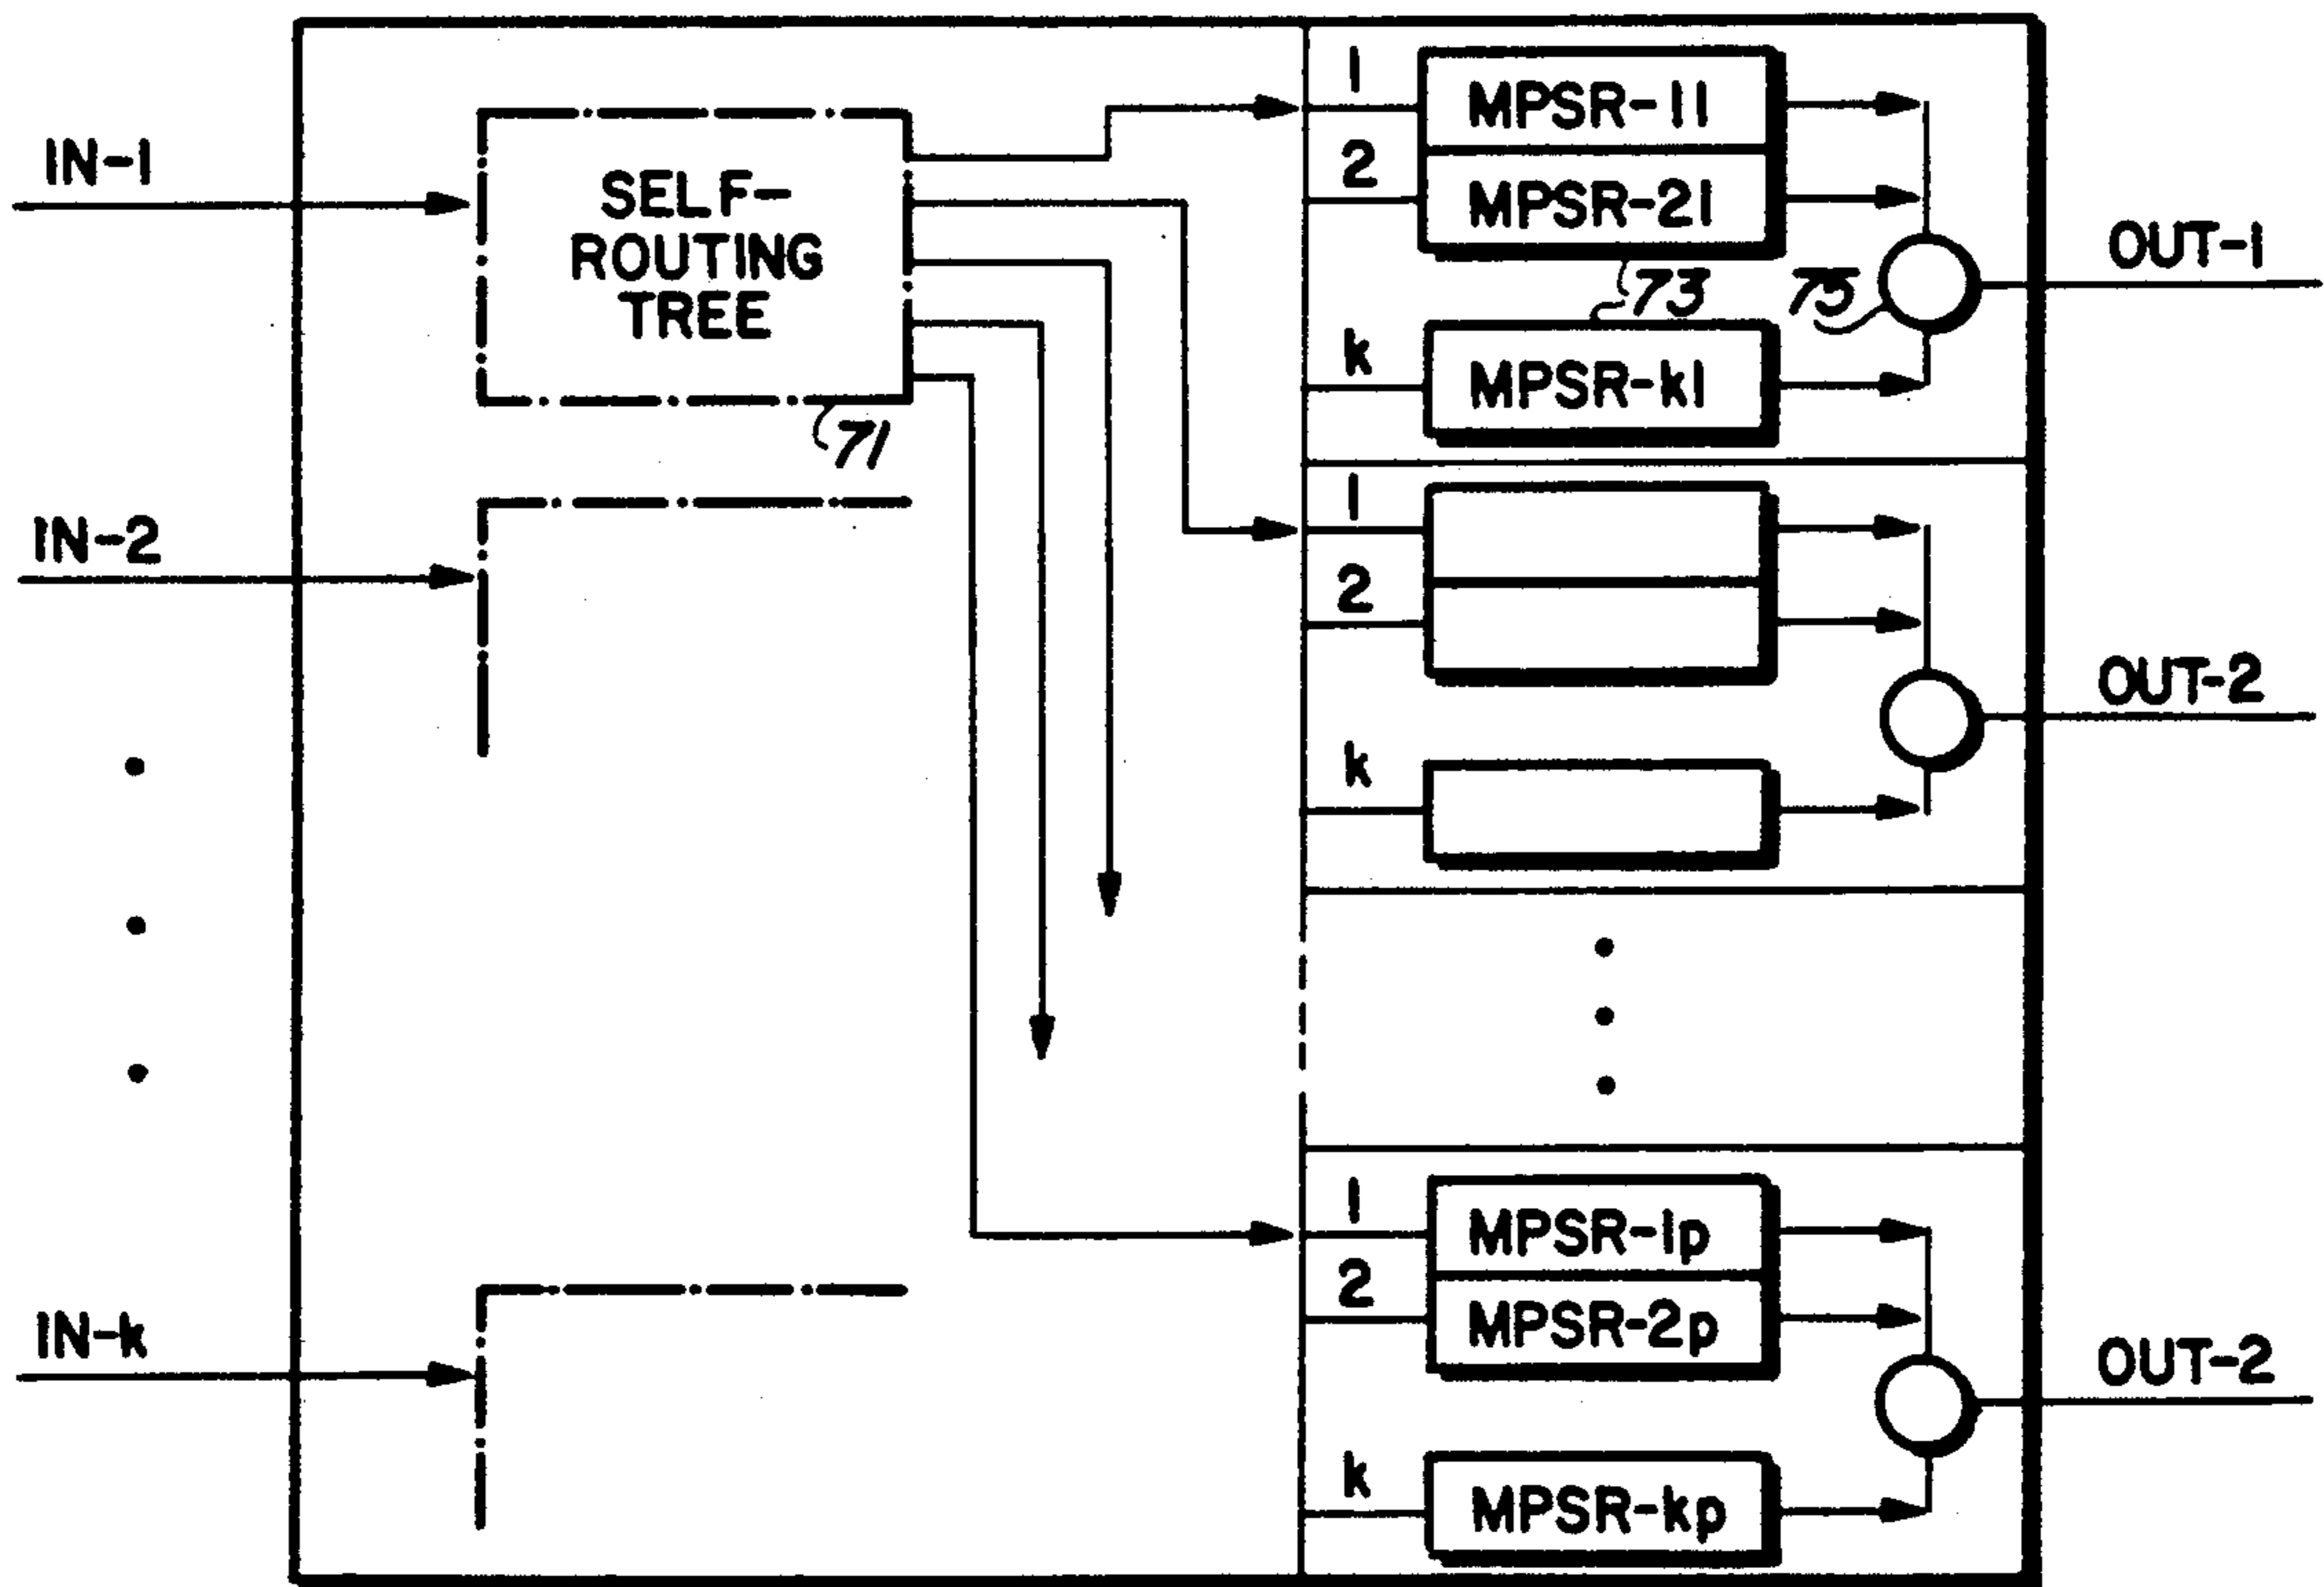 IN-1
SELF-
ROUTING
TREE
71
1
MPSR-11
2
MPSR-21
73
75
OUT-1
k
MPSR-k1
IN-2
1
2
OUT-2
k
1
MPSR-1p
2
MPSR-2p
IN-k
OUT-2
k
MPSR-kp